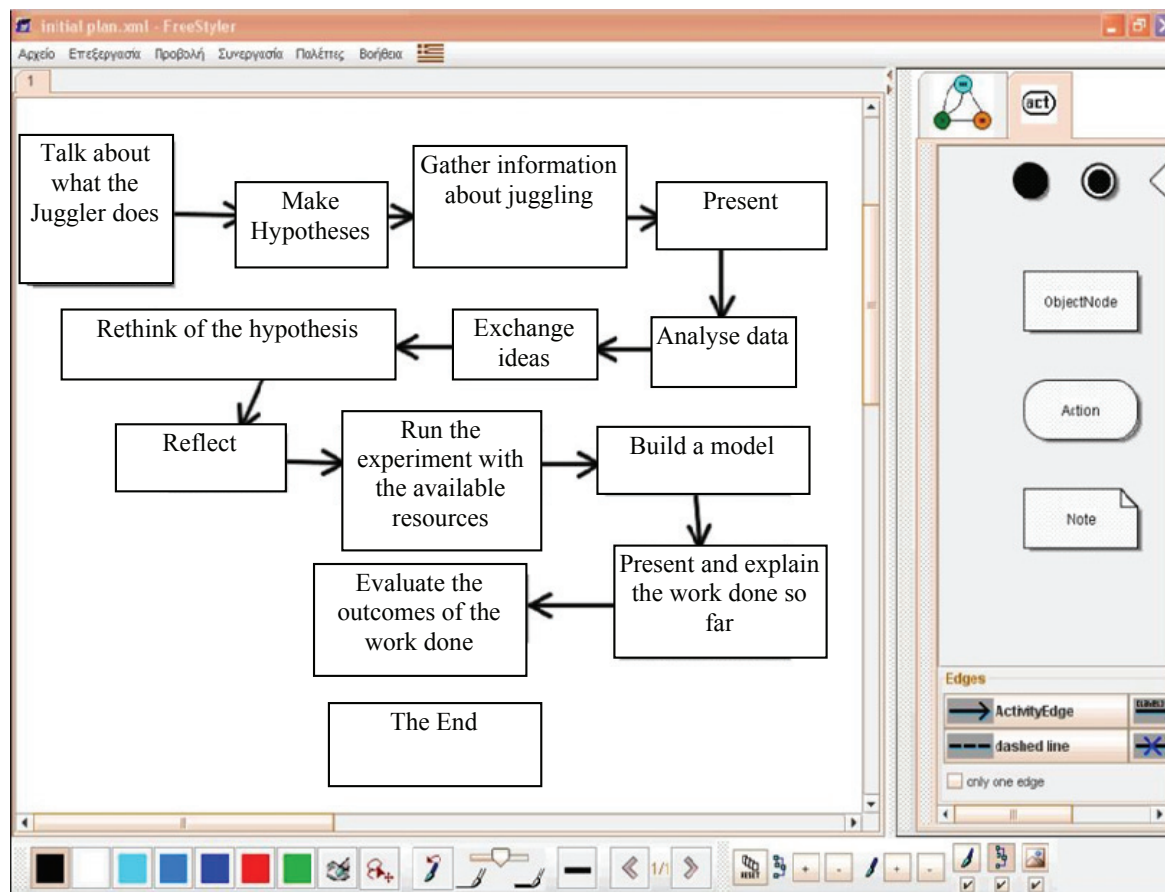 initial plan.xml - FreeStyler
Αρχείο Επεξεργασία Προβολή Συνεργασία Παλέττες Βοήθεια
1
Talk about
what the
Juggler does
Make
Hypotheses
Gather information
about juggling
Present
Rethink of the hypothesis
Exchange
ideas
Analyse data
Reflect
Run the
experiment with
the available
resources
Build a model
Evaluate the
outcomes of the
work done
Present and explain
the work done so
far
The End
act
ObjectNode
Action
Note
Edges
ActivityEdge
dashed line
only one edge
1/1
RESET